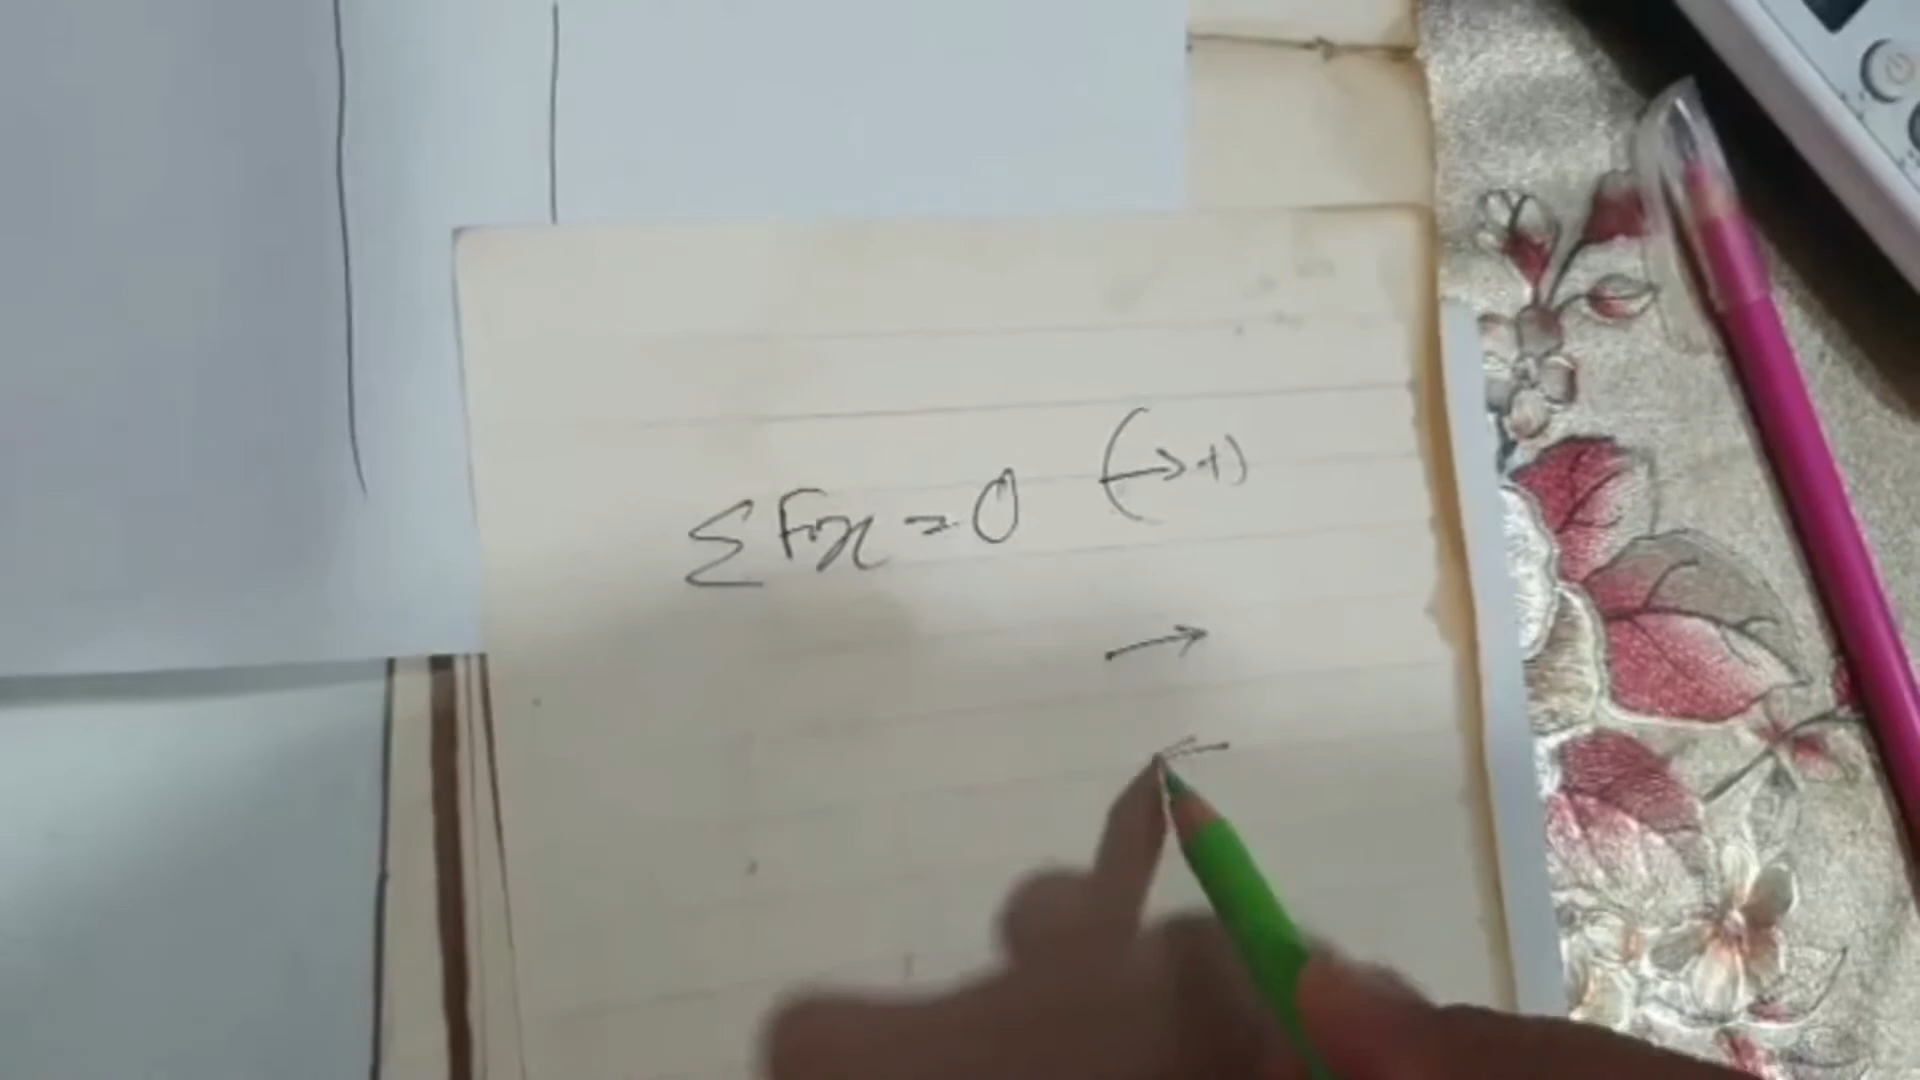 ΣFx = 0 (→+)
→
←